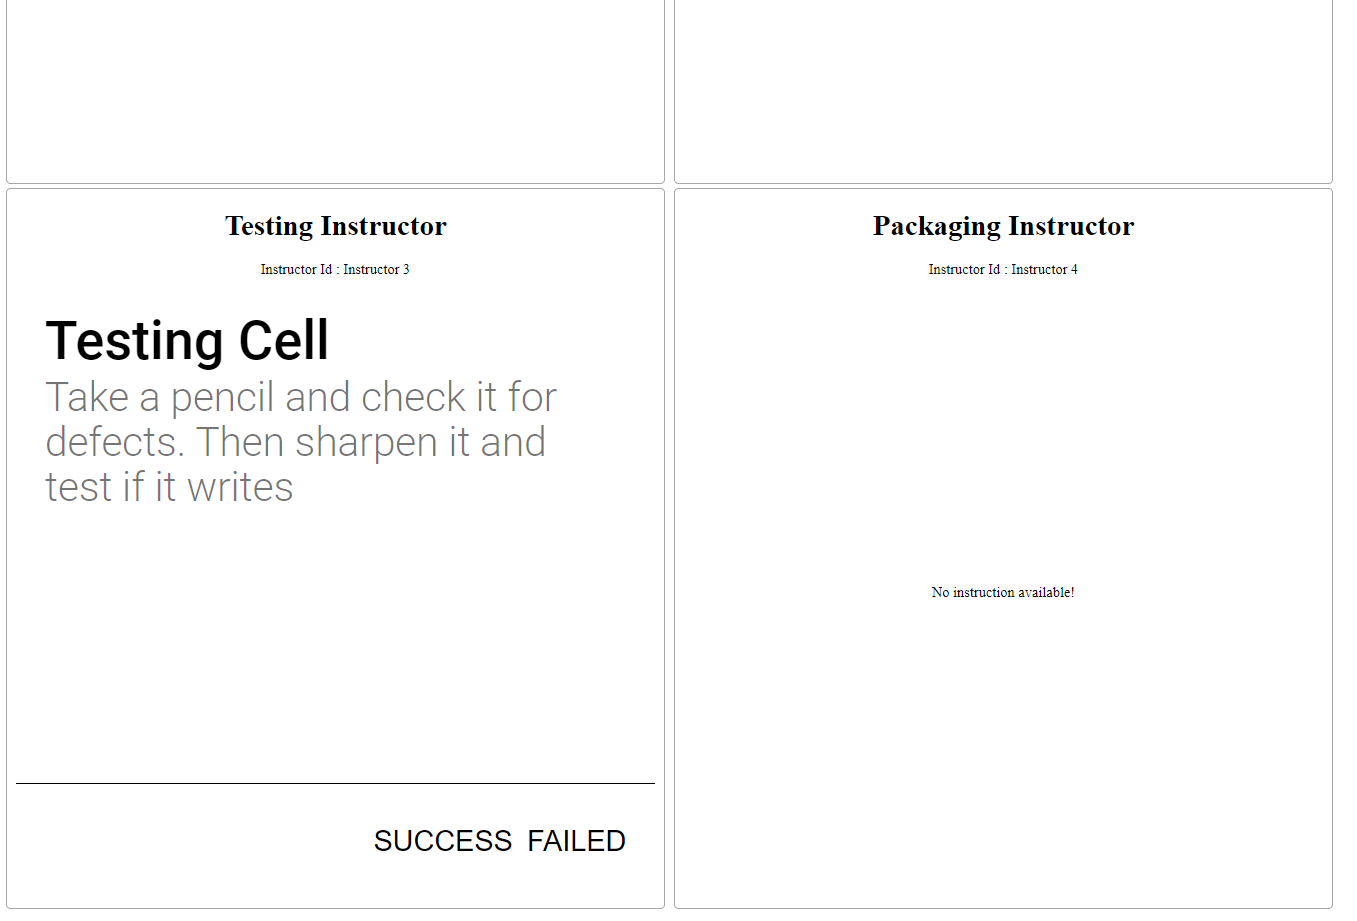 Testing Instructor
Instructor Id : Instructor 3
Testing Cell
Take a pencil and check it for
defects. Then sharpen it and
test if it writes
SUCCESS FAILED
Packaging Instructor
Instructor Id : Instructor 4
No instruction available!